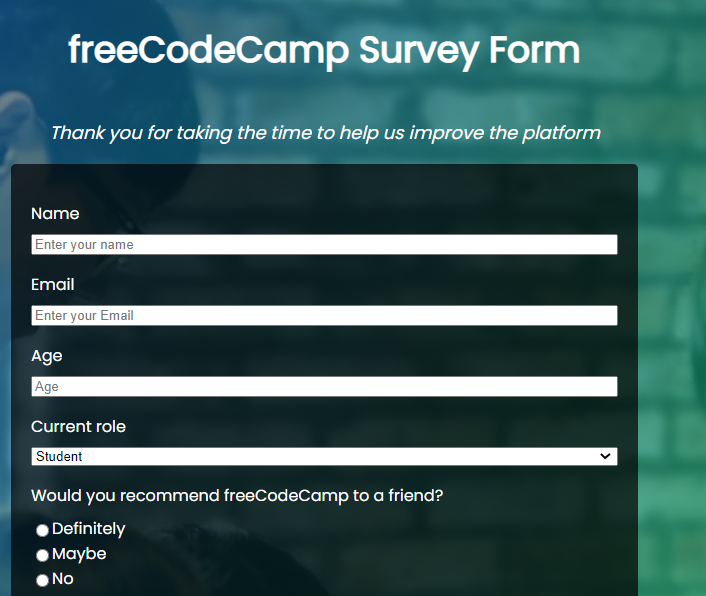 freeCodeCamp Survey Form
Thank you for taking the time to help us improve the platform
Name
Enter your name
Email
Enter your Email
Age
Age
Current role
Student
Would you recommend freeCodeCamp to a friend?
Definitely
Maybe
No